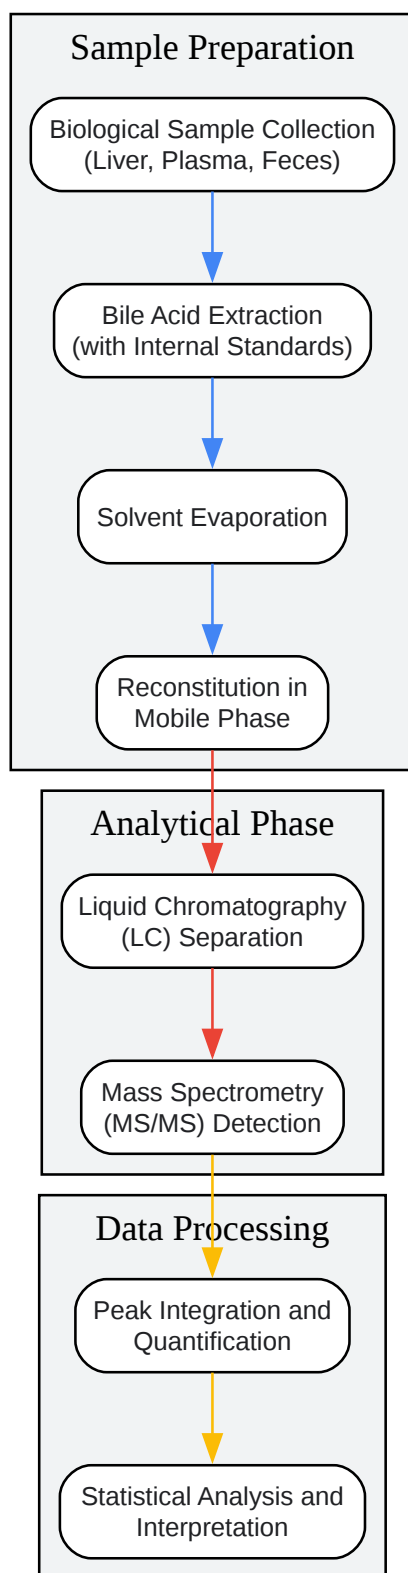 Sample Preparation
Biological Sample Collection
(Liver, Plasma, Feces)
Bile Acid Extraction
(with Internal Standards)
Solvent Evaporation
Reconstitution in
Mobile Phase
Analytical Phase
Liquid Chromatography
(LC) Separation
Mass Spectrometry
(MS/MS) Detection
Data Processing
Peak Integration and
Quantification
Statistical Analysis and
Interpretation